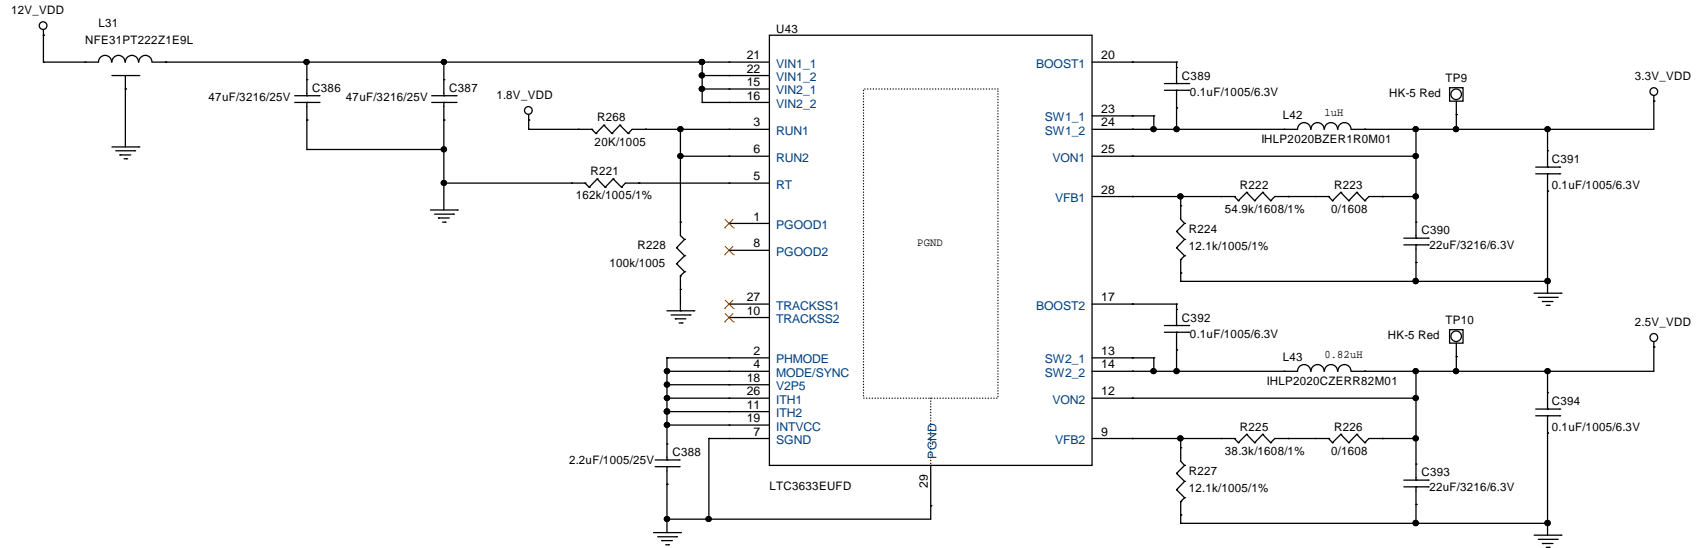 12V_VDD
L31
NFE31PT222Z1E9L
C386
47uF/3216/25V
C387
47uF/3216/25V
1.8V_VDD
R268
20K/1005
R221
162k/1005/1%
R228
100k/1005
C388
2.2uF/1005/25V
U43
21 VIN1_1
22 VIN1_2
15 VIN2_1
16 VIN2_2
3 RUN1
6 RUN2
5 RT
1 PGOOD1
8 PGOOD2
27 TRACKSS1
10 TRACKSS2
2 PHMODE
4 MODE/SYNC
18 V2P5
26 ITH1
11 ITH2
19 INTVCC
7 SGND
LTC3633EUFD
PGND
PGND
29
BOOST1 20
SW1_1 23
SW1_2 24
VON1 25
VFB1 28
BOOST2 17
SW2_1 13
SW2_2 14
VON2 12
VFB2 9
C389
0.1uF/1005/6.3V
L42 1uH
IHLP2020BZER1R0M01
TP9
HK-5 Red
3.3V_VDD
C391
0.1uF/1005/6.3V
R222
54.9k/1608/1%
R223
0/1608
R224
12.1k/1005/1%
C390
22uF/3216/6.3V
C392
0.1uF/1005/6.3V
L43 0.82uH
IHLP2020CZERR82M01
TP10
HK-5 Red
2.5V_VDD
C394
0.1uF/1005/6.3V
R225
38.3k/1608/1%
R226
0/1608
R227
12.1k/1005/1%
C393
22uF/3216/6.3V